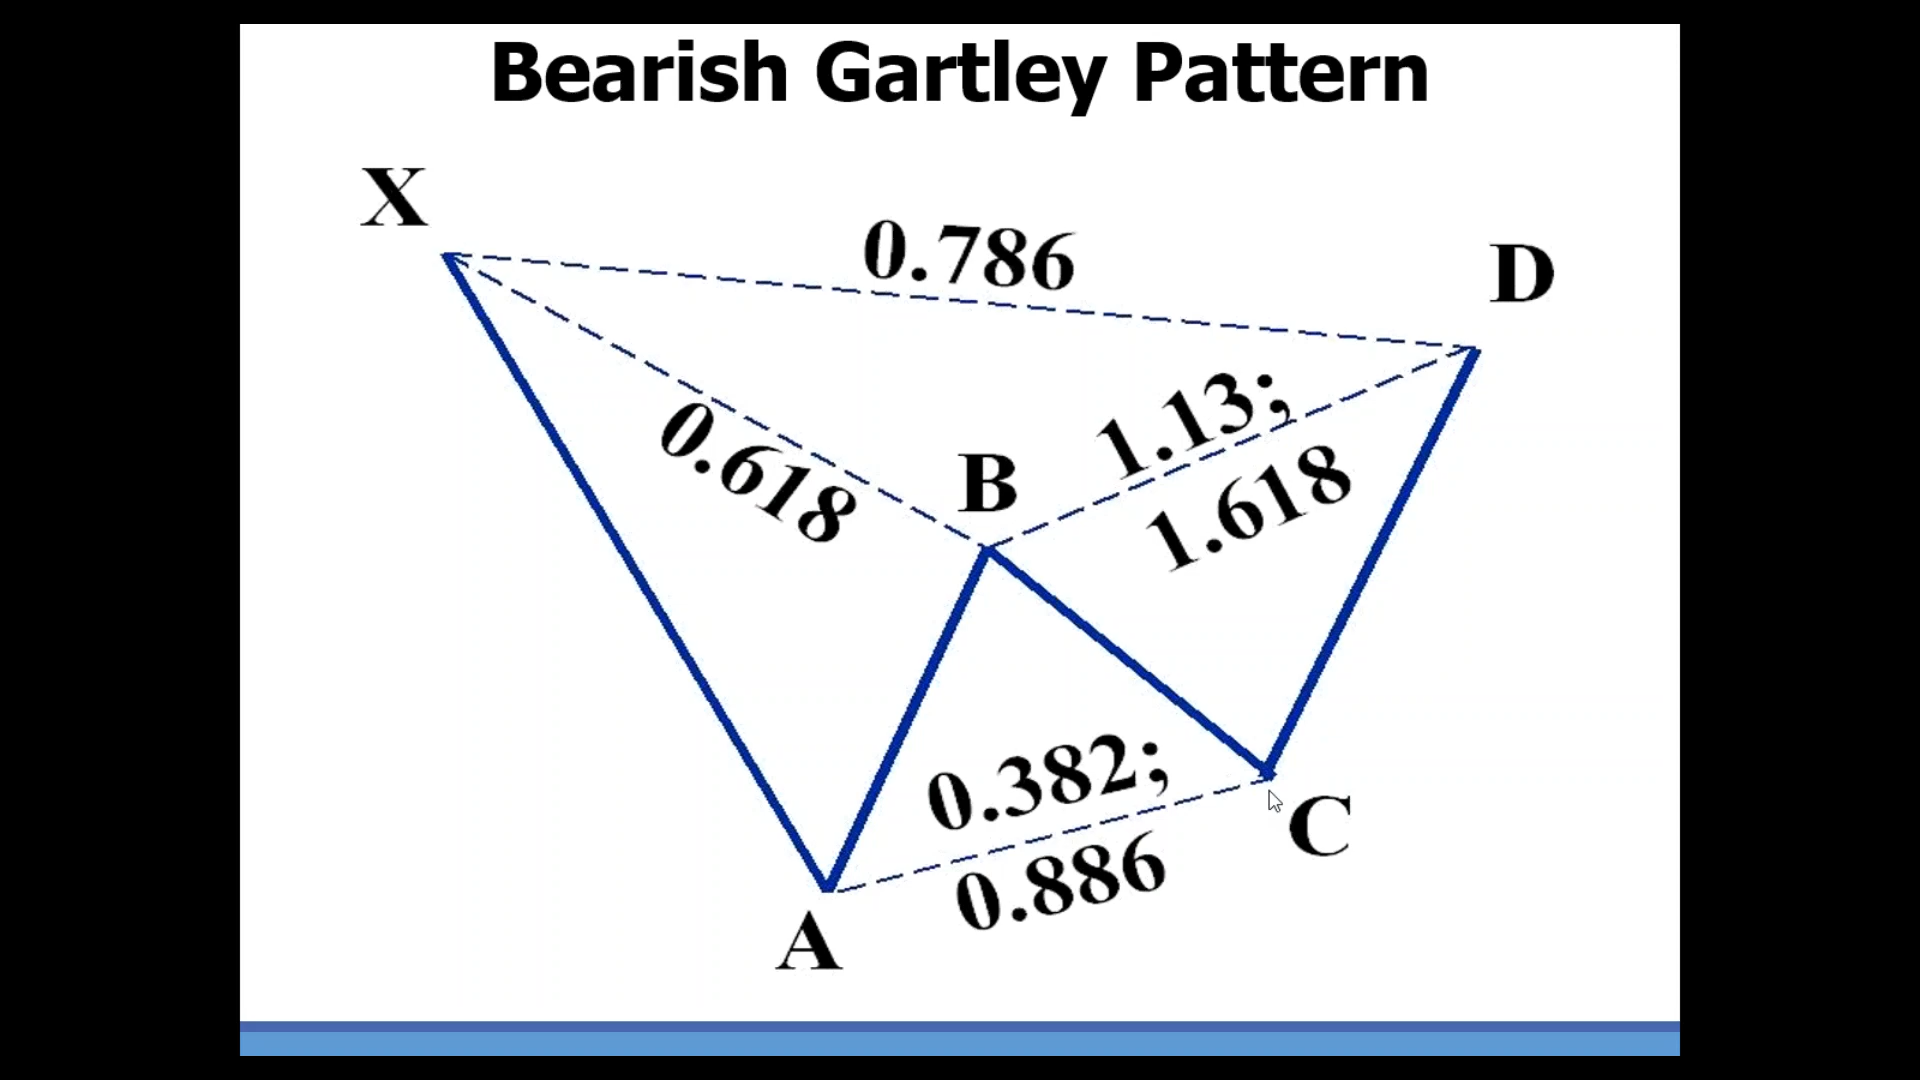 Bearish Gartley Pattern
X
0.786
D
1.13;
0.618
B
1.618
0.382;
C
0.886
A